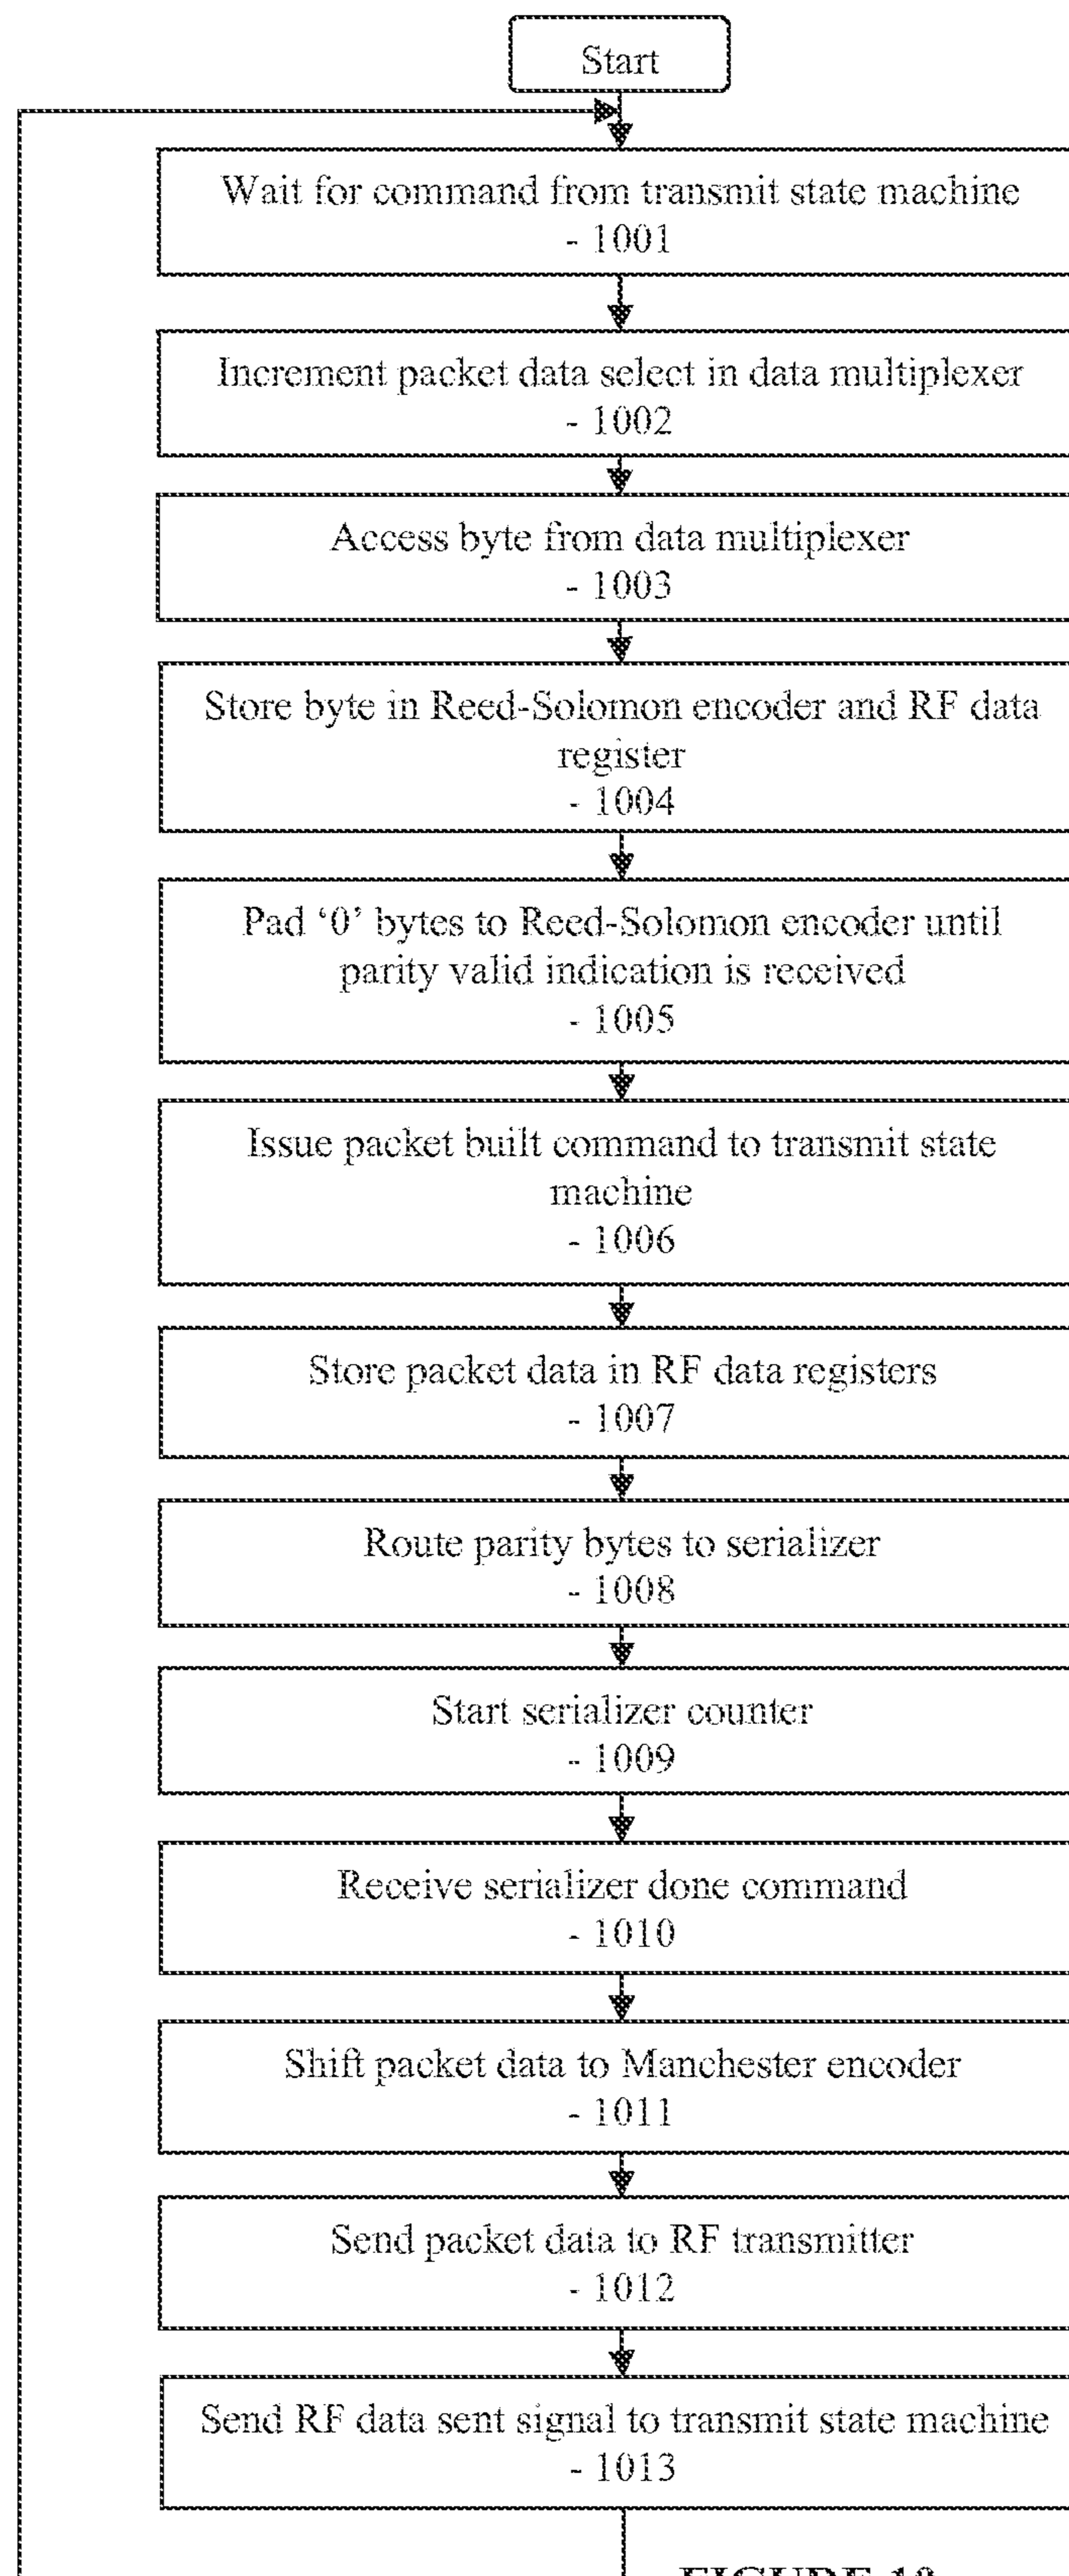 Start
Wait for command from transmit state machine
- 1001
Increment packet data select in data multiplexer
- 1002
Access byte from data multiplexer
- 1003
Store byte in Reed-Solomon encoder and RF data
register
- 1004
Pad ‘0’ bytes to Reed-Solomon encoder until
parity valid indication is received
- 1005
Issue packet built command to transmit state
machine
- 1006
Store packet data in RF data registers
- 1007
Route parity bytes to serializer
- 1008
Start serializer counter
- 1009
Receive serializer done command
- 1010
Shift packet data to Manchester encoder
- 1011
Send packet data to RF transmitter
- 1012
Send RF data sent signal to transmit state machine
- 1013
FIGURE